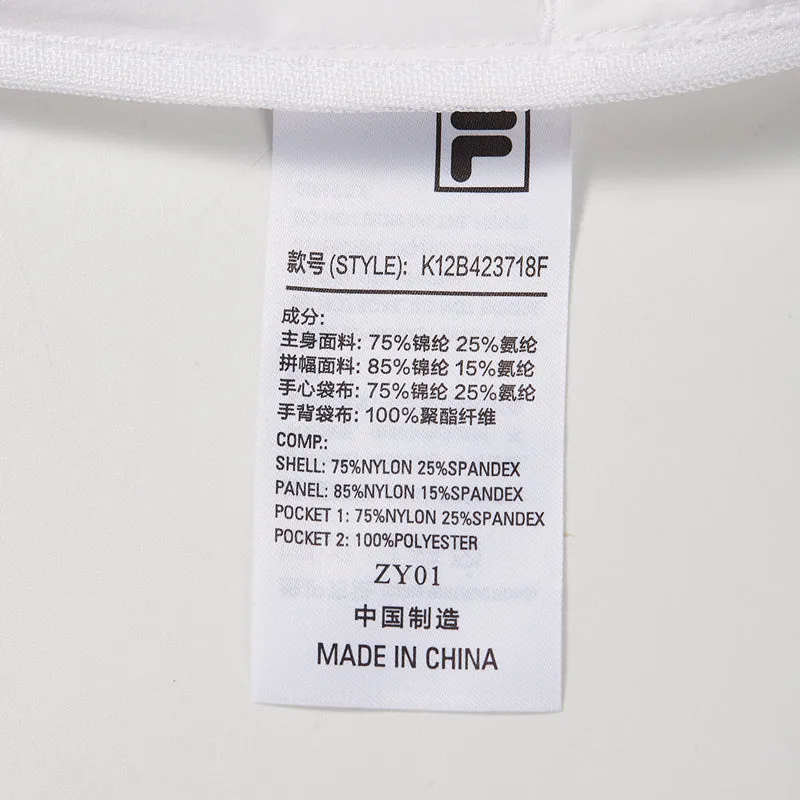 款号(STYLE): K12B423718F
成分:
主身面料: 75%锦纶 25%氨纶
拼幅面料: 85%锦纶 15%氨纶
手心袋布: 75%锦纶 25%氨纶
手背袋布: 100%聚酯纤维
COMP.:
SHELL: 75%NYLON 25%SPANDEX
PANEL: 85%NYLON 15%SPANDEX
POCKET 1: 75%NYLON 25%SPANDEX
POCKET 2: 100%POLYESTER
ZY01
中国制造
MADE IN CHINA